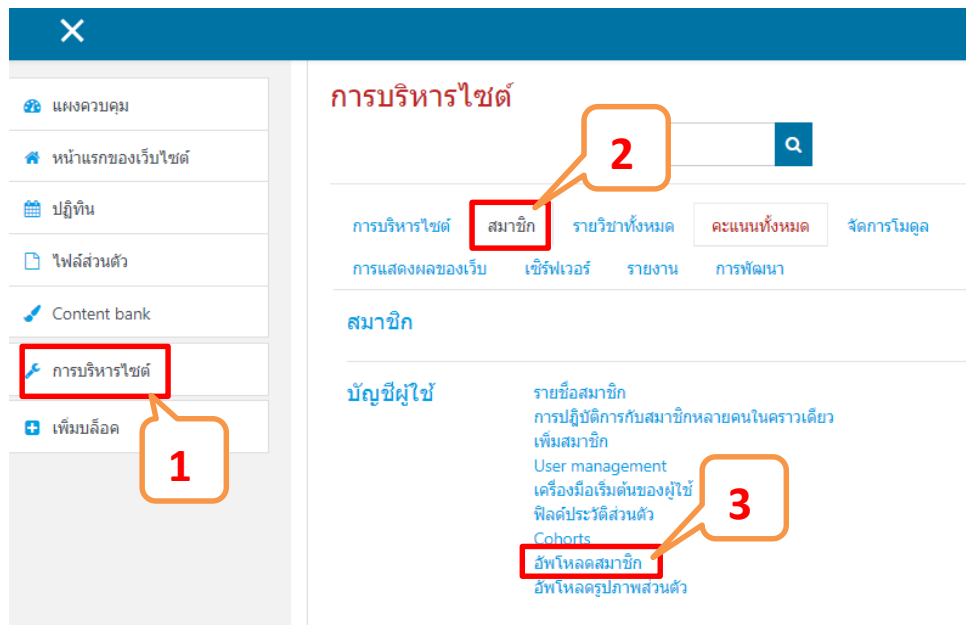 แผงควบคุม
หน้าแรกของเว็บไซต์
ปฏิทิน
ไฟล์ส่วนตัว
Content bank
การบริหารไซต์
เพิ่มบล็อค
1
การบริหารไซต์
2
การบริหารไซต์ สมาชิก รายวิชาทั้งหมด คะแนนทั้งหมด จัดการโมดูล
การแสดงผลของเว็บ เซิร์ฟเวอร์ รายงาน การพัฒนา
สมาชิก
บัญชีผู้ใช้
รายชื่อสมาชิก
การปฏิบัติการกับสมาชิกหลายคนในคราวเดียว
เพิ่มสมาชิก
User management
เครื่องมือเริ่มต้นของผู้ใช้
ฟิลด์ประวัติส่วนตัว
Cohorts
อัพโหลดสมาชิก
อัพโหลดรูปภาพส่วนตัว
3